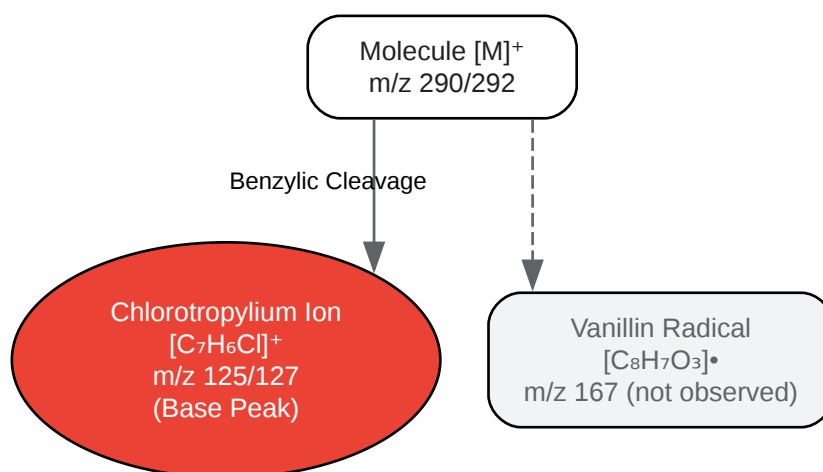 Molecule [M]⁺
m/z 290/292
Benzylic Cleavage
Chlorotropylium Ion
[C₇H₆Cl]⁺
m/z 125/127
(Base Peak)
Vanillin Radical
[C₈H₇O₃]•
m/z 167 (not observed)